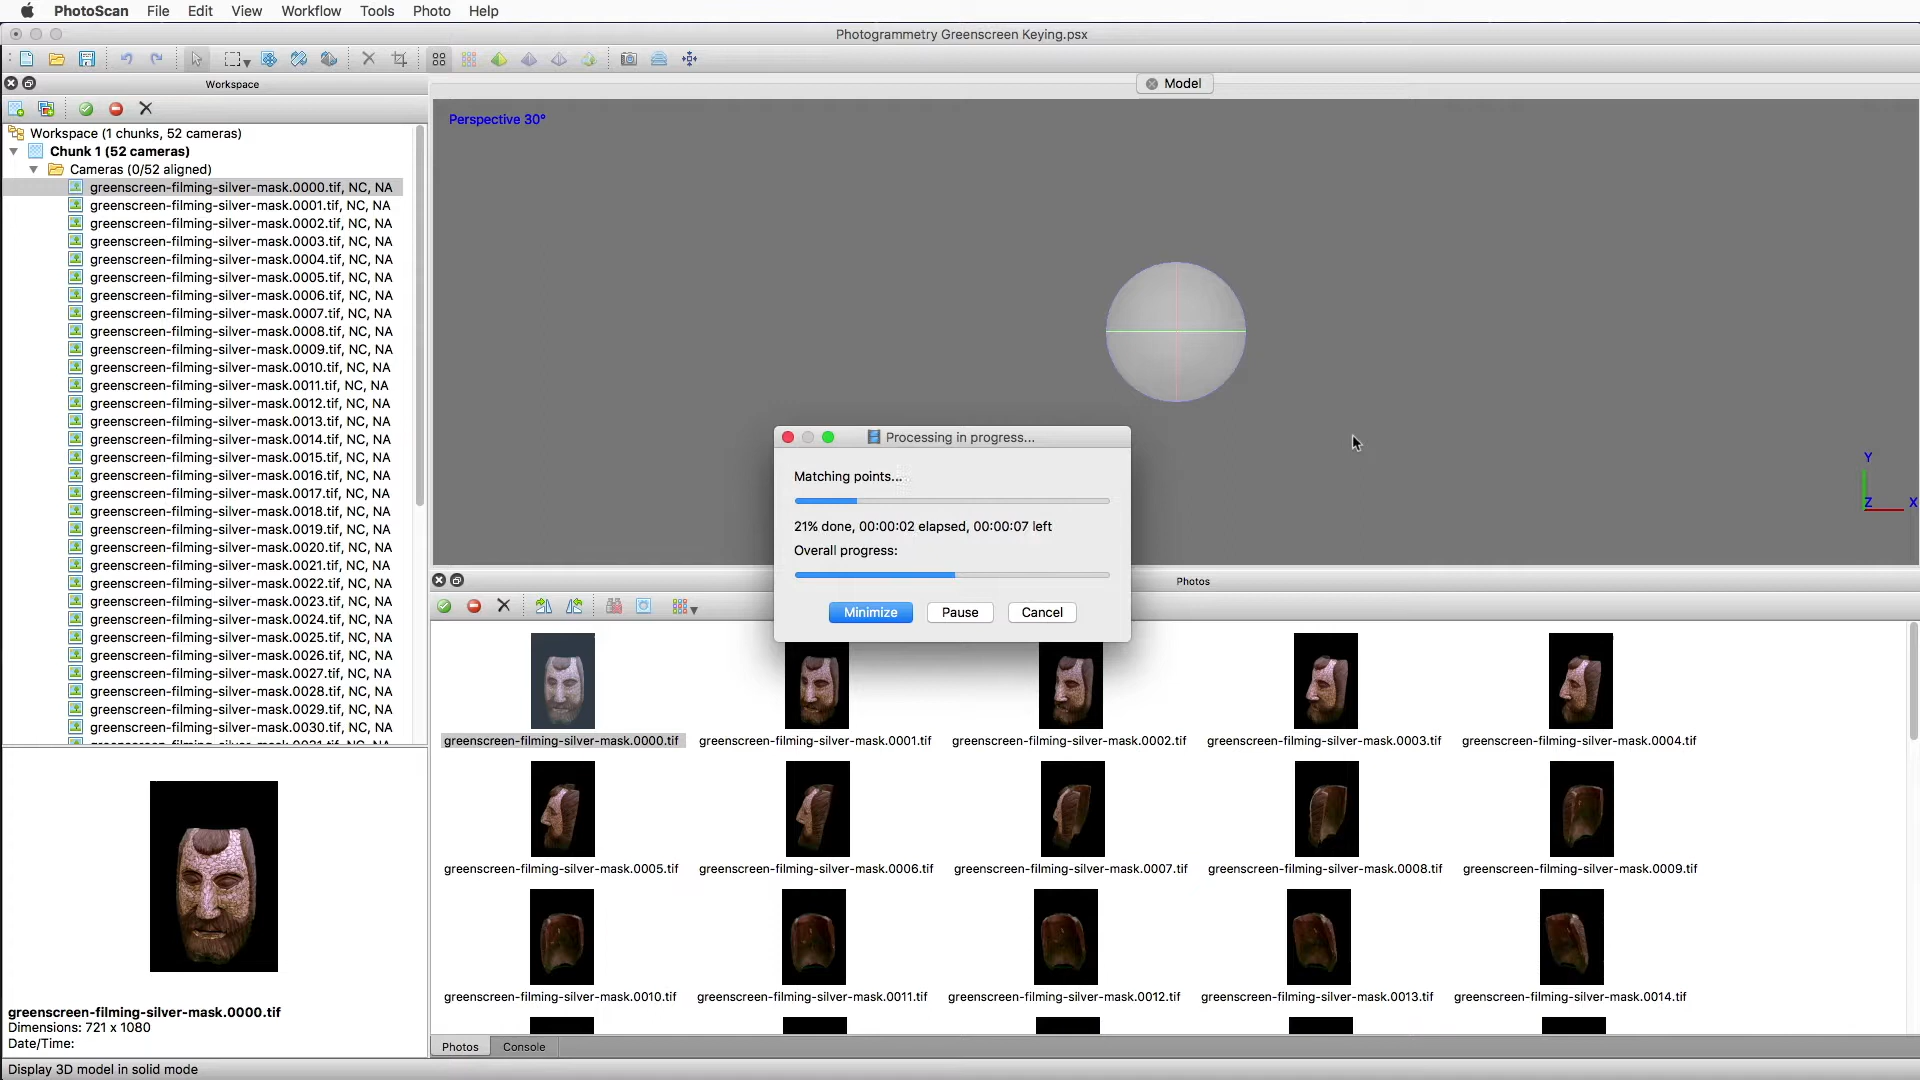 PhotoScan File Edit View Workflow Tools Photo Help
Photogrammetry Greenscreen Keying.psx
Workspace
Model
Workspace (1 chunks, 52 cameras)
Chunk 1 (52 cameras)
Cameras (0/52 aligned)
greenscreen-filming-silver-mask.0000.tif, NC, NA
greenscreen-filming-silver-mask.0001.tif, NC, NA
greenscreen-filming-silver-mask.0002.tif, NC, NA
greenscreen-filming-silver-mask.0003.tif, NC, NA
greenscreen-filming-silver-mask.0004.tif, NC, NA
greenscreen-filming-silver-mask.0005.tif, NC, NA
greenscreen-filming-silver-mask.0006.tif, NC, NA
greenscreen-filming-silver-mask.0007.tif, NC, NA
greenscreen-filming-silver-mask.0008.tif, NC, NA
greenscreen-filming-silver-mask.0009.tif, NC, NA
greenscreen-filming-silver-mask.0010.tif, NC, NA
greenscreen-filming-silver-mask.0011.tif, NC, NA
greenscreen-filming-silver-mask.0012.tif, NC, NA
greenscreen-filming-silver-mask.0013.tif, NC, NA
greenscreen-filming-silver-mask.0014.tif, NC, NA
greenscreen-filming-silver-mask.0015.tif, NC, NA
greenscreen-filming-silver-mask.0016.tif, NC, NA
greenscreen-filming-silver-mask.0017.tif, NC, NA
greenscreen-filming-silver-mask.0018.tif, NC, NA
greenscreen-filming-silver-mask.0019.tif, NC, NA
greenscreen-filming-silver-mask.0020.tif, NC, NA
greenscreen-filming-silver-mask.0021.tif, NC, NA
greenscreen-filming-silver-mask.0022.tif, NC, NA
greenscreen-filming-silver-mask.0023.tif, NC, NA
greenscreen-filming-silver-mask.0024.tif, NC, NA
greenscreen-filming-silver-mask.0025.tif, NC, NA
greenscreen-filming-silver-mask.0026.tif, NC, NA
greenscreen-filming-silver-mask.0027.tif, NC, NA
greenscreen-filming-silver-mask.0028.tif, NC, NA
greenscreen-filming-silver-mask.0029.tif, NC, NA
greenscreen-filming-silver-mask.0030.tif, NC, NA
greenscreen-filming-silver-mask.0000.tif
Dimensions: 721 x 1080
Date/Time:
Perspective 30°
Y
Z X
Processing in progress...
Matching points...
21% done, 00:00:02 elapsed, 00:00:07 left
Overall progress:
Minimize Pause Cancel
Photos
greenscreen-filming-silver-mask.0000.tif greenscreen-filming-silver-mask.0001.tif greenscreen-filming-silver-mask.0002.tif greenscreen-filming-silver-mask.0003.tif greenscreen-filming-silver-mask.0004.tif
greenscreen-filming-silver-mask.0005.tif greenscreen-filming-silver-mask.0006.tif greenscreen-filming-silver-mask.0007.tif greenscreen-filming-silver-mask.0008.tif greenscreen-filming-silver-mask.0009.tif
greenscreen-filming-silver-mask.0010.tif greenscreen-filming-silver-mask.0011.tif greenscreen-filming-silver-mask.0012.tif greenscreen-filming-silver-mask.0013.tif greenscreen-filming-silver-mask.0014.tif
Photos Console
Display 3D model in solid mode